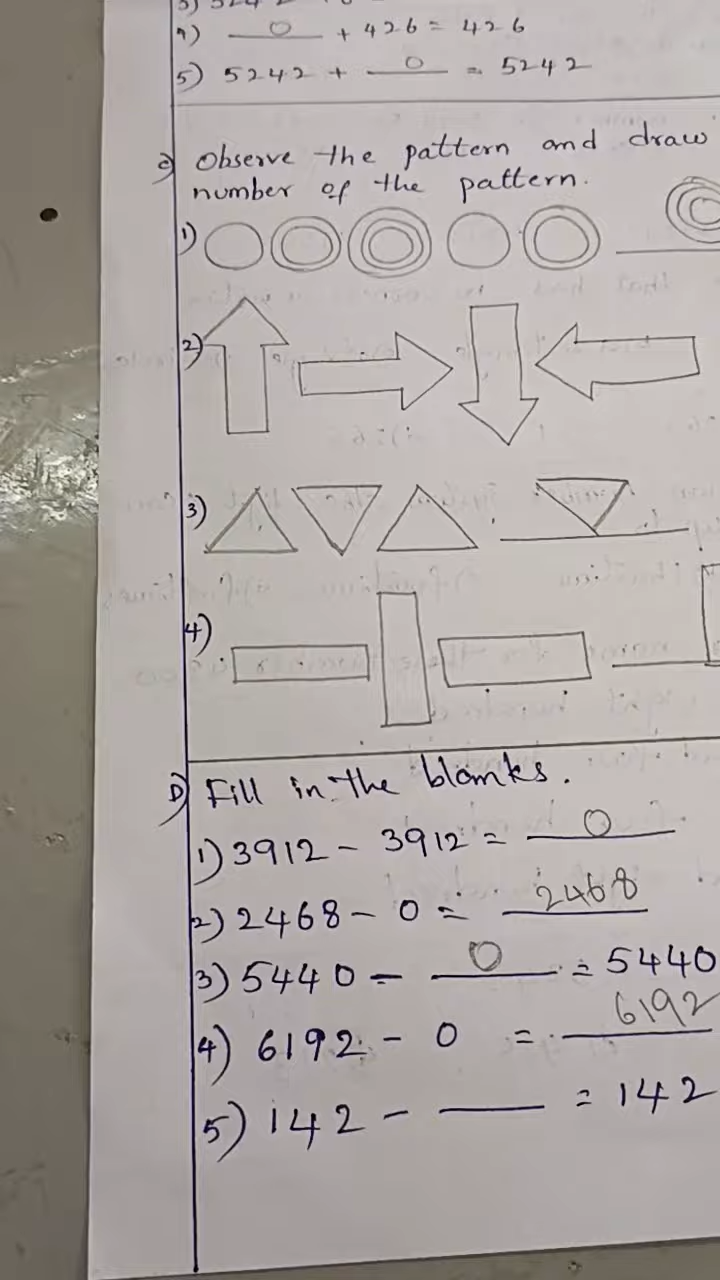 4) 0 + 426 = 426
5) 5242 + 0 = 5242
c) Observe the pattern and draw
number of the pattern.
1)
2)
3)
4)
D) Fill in the blanks.
1) 3912 - 3912 = 0
2) 2468 - 0 = 2468
3) 5440 - 0 = 5440
4) 6192 - 0 = 6192
5) 142 - ___ = 142